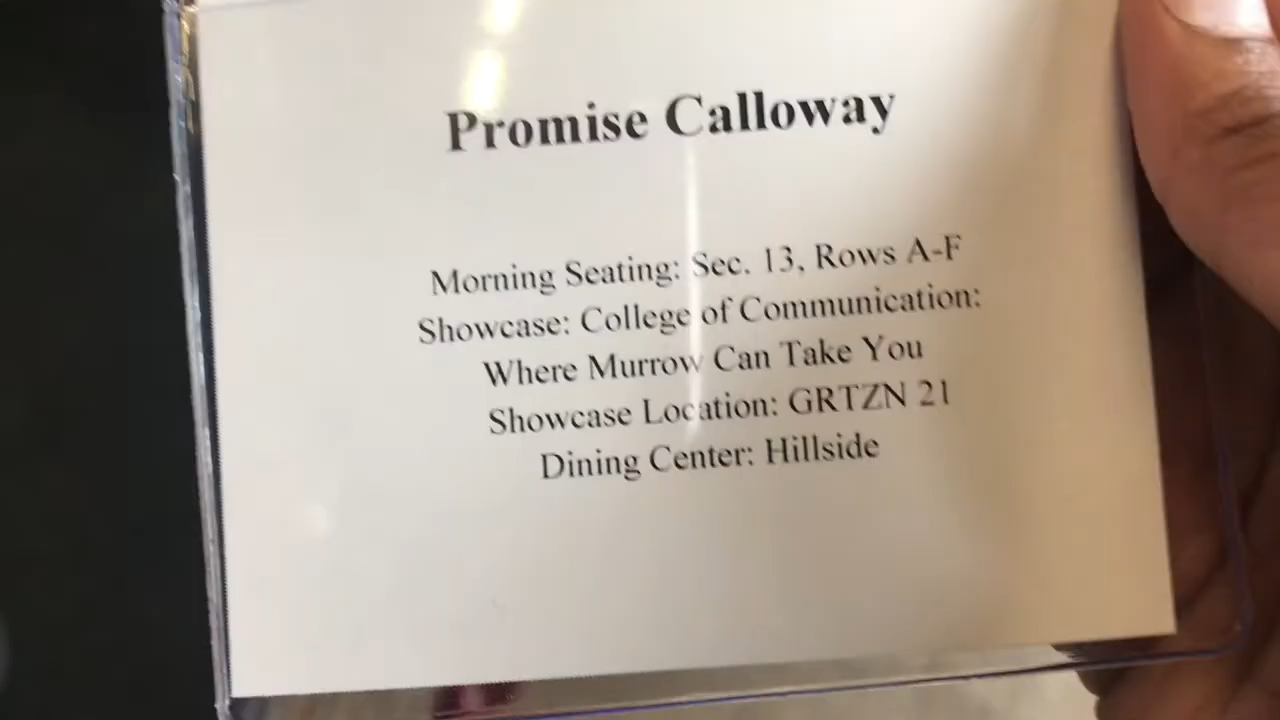 Promise Calloway
Morning Seating: Sec. 13, Rows A-F
Showcase: College of Communication:
Where Murrow Can Take You
Showcase Location: GRTZN 21
Dining Center: Hillside